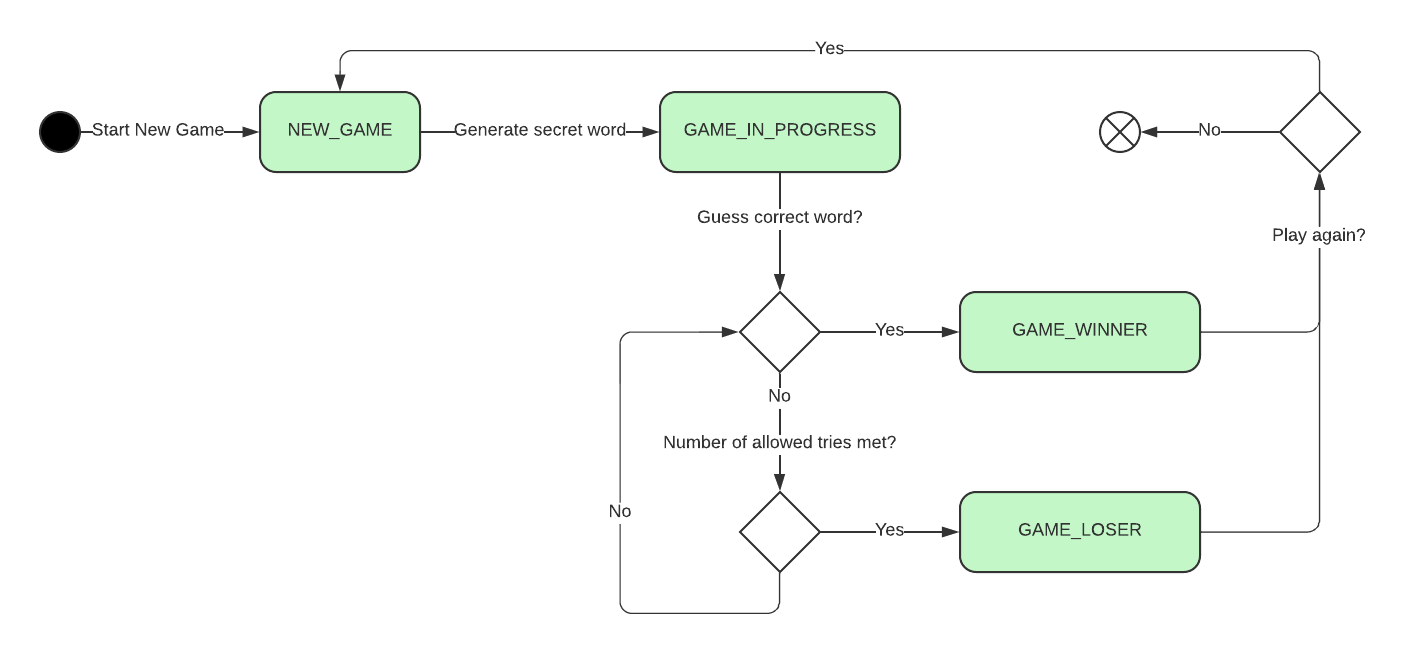 Yes
Start New Game
NEW_GAME
Generate secret word
GAME_IN_PROGRESS
No
Guess correct word?
Play again?
Yes
GAME_WINNER
No
Number of allowed tries met?
No
Yes
GAME_LOSER